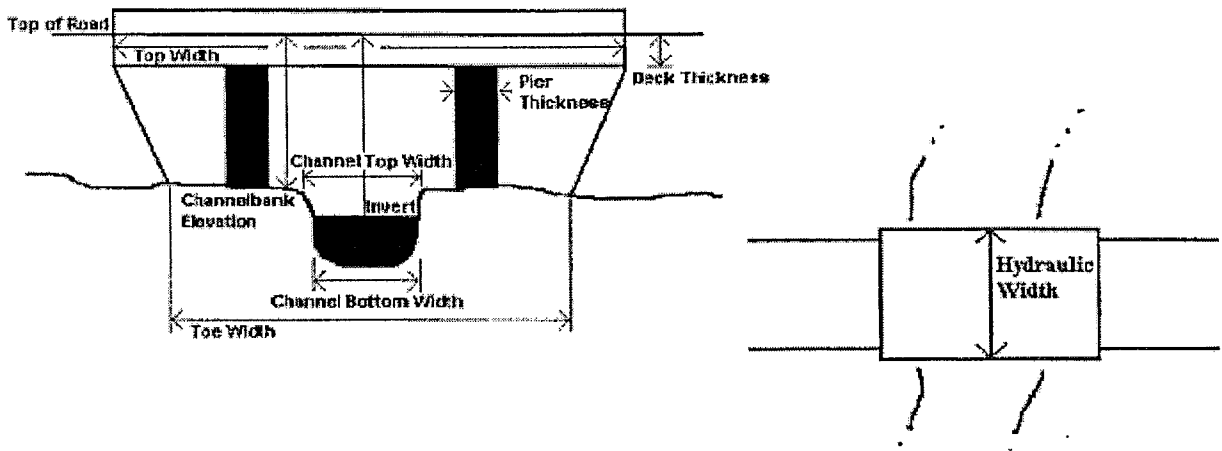 Top of Road
Top Width
Deck Thickness
Pier
Thickness
Channel Top Width
Channelbank
Elevation
Invert
Channel Bottom Width
Toe Width
Hydraulic
Width